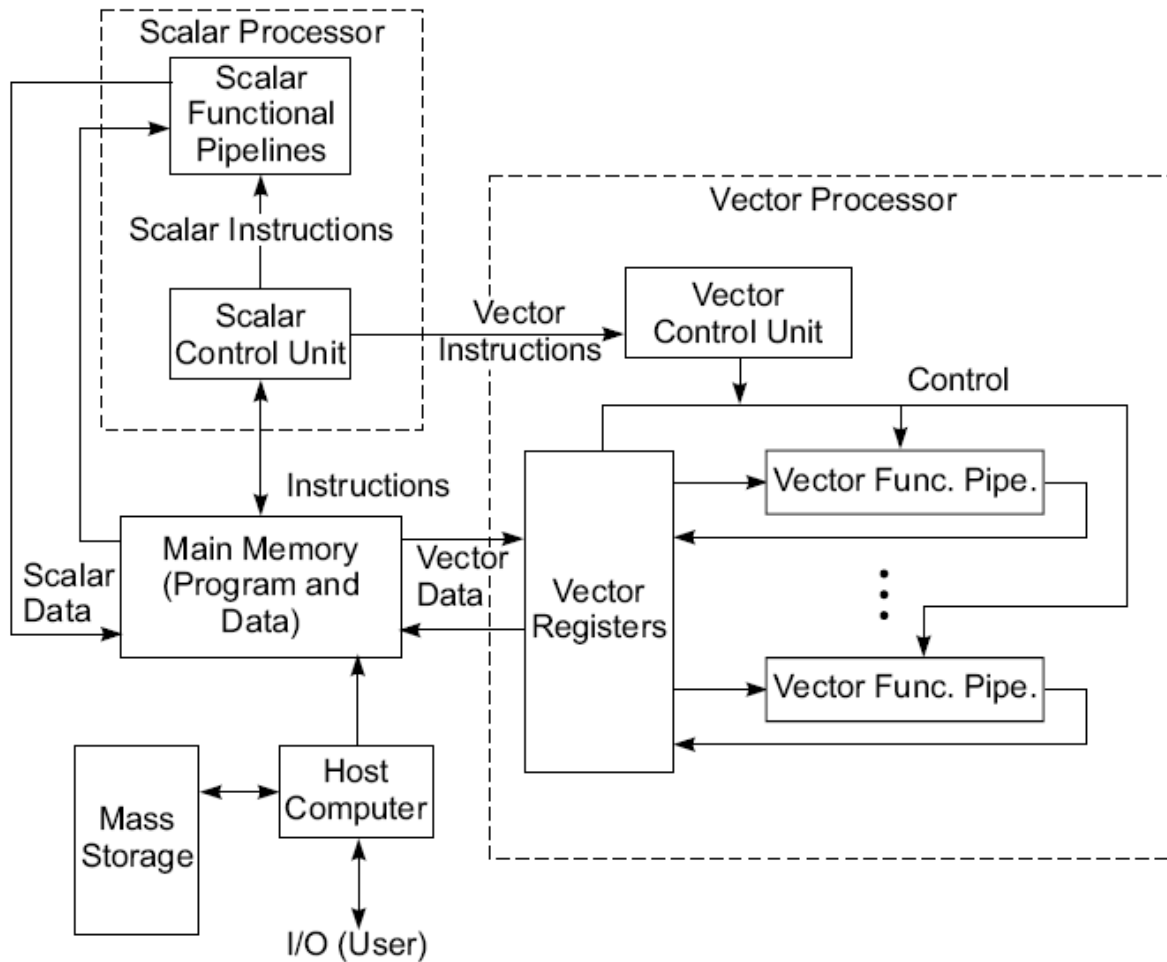 Scalar Processor
Scalar
Functional
Pipelines
Scalar Instructions
Scalar
Control Unit
Vector
Instructions
Vector Processor
Vector
Control Unit
Control
Vector Func. Pipe.
Vector Func. Pipe.
Vector
Registers
Instructions
Main Memory
(Program and
Data)
Scalar
Data
Vector
Data
Mass
Storage
Host
Computer
I/O (User)